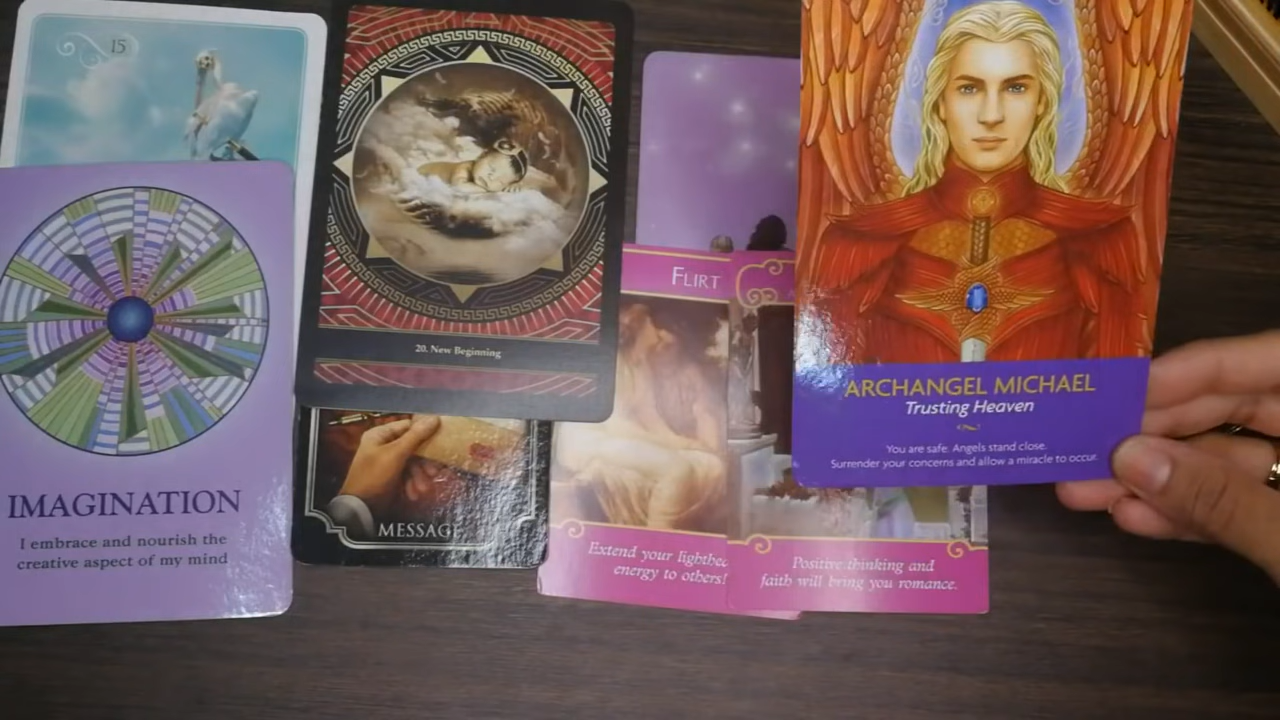 15
IMAGINATION
I embrace and nourish the
creative aspect of my mind
20. New Beginning
MESSAGE
FLIRT
Extend your
energy to others!
Positive thinking and
faith will bring you romance.
ARCHANGEL MICHAEL
Trusting Heaven
You are safe. Angels stand close.
Surrender your concerns and allow a miracle to occur.